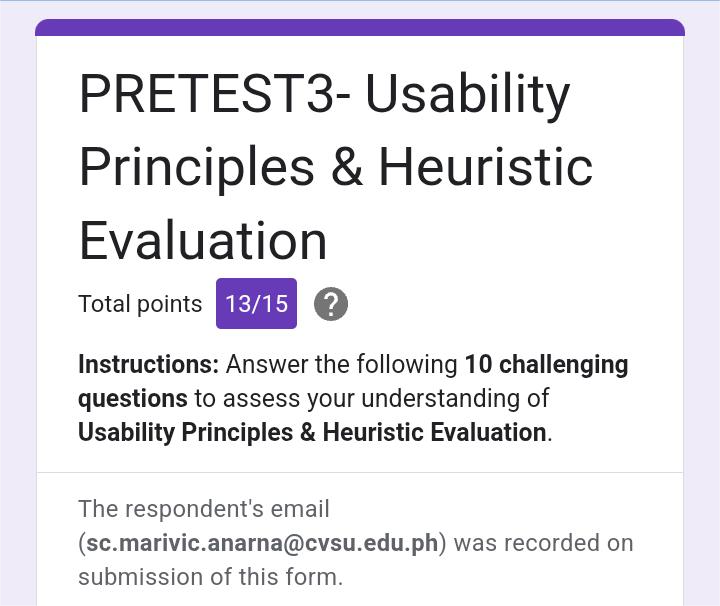 PRETEST3- Usability
Principles & Heuristic
Evaluation
Total points 13/15 ?
Instructions: Answer the following 10 challenging
questions to assess your understanding of
Usability Principles & Heuristic Evaluation.
The respondent's email
(sc.marivic.anarna@cvsu.edu.ph) was recorded on
submission of this form.